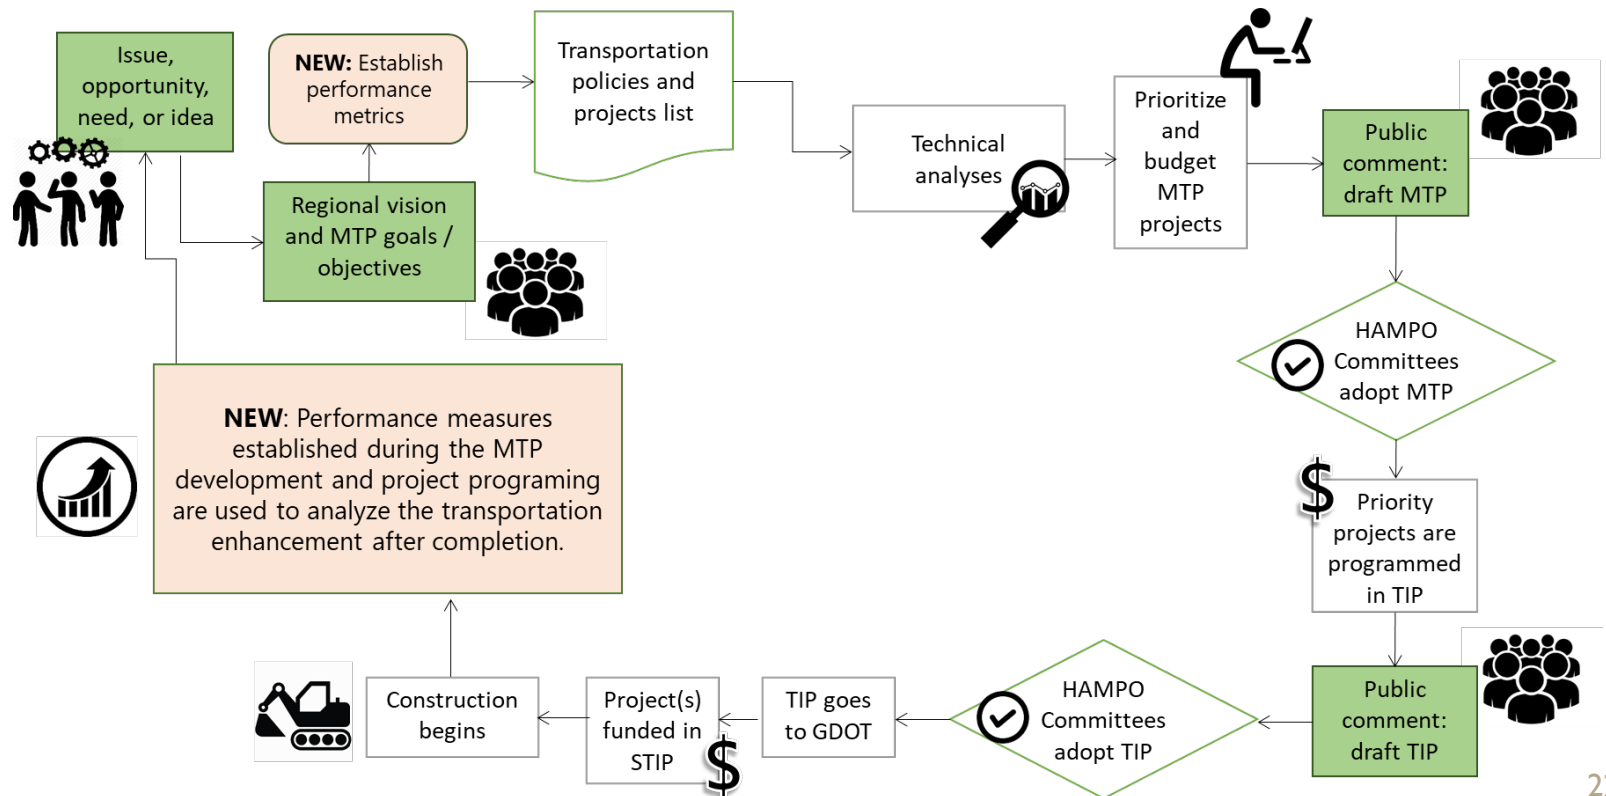 Issue,
opportunity,
need, or idea
NEW: Establish
performance
metrics
Transportation
policies and
projects list
Regional vision
and MTP goals /
objectives
Technical
analyses
Prioritize
and
budget
MTP
projects
Public
comment:
draft MTP
HAMPO
Committees
adopt MTP
$
Priority
projects are
programmed
in TIP
Public
comment:
draft TIP
HAMPO
Committees
adopt TIP
TIP goes
to GDOT
Project(s)
funded in
STIP
$
Construction
begins
NEW: Performance measures
established during the MTP
development and project programing
are used to analyze the transportation
enhancement after completion.